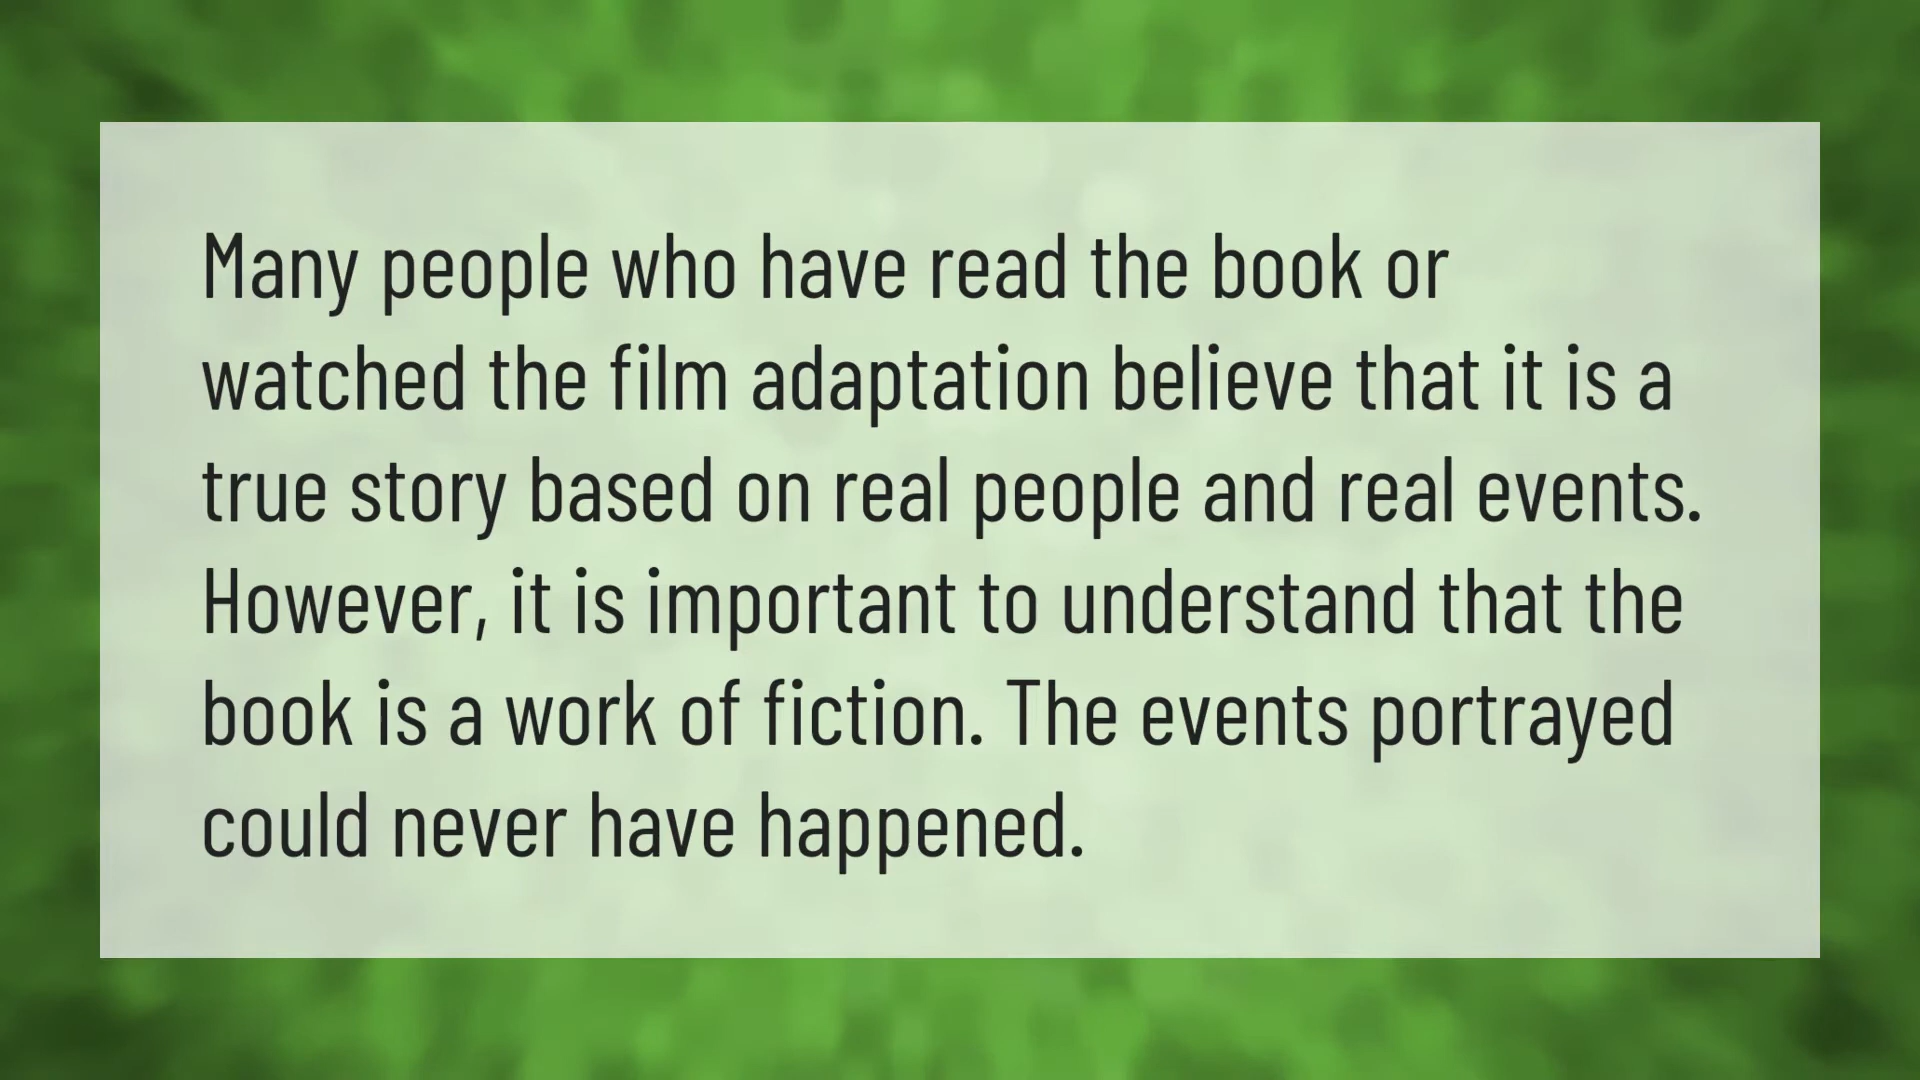 Many people who have read the book or
watched the film adaptation believe that it is a
true story based on real people and real events.
However, it is important to understand that the
book is a work of fiction. The events portrayed
could never have happened.